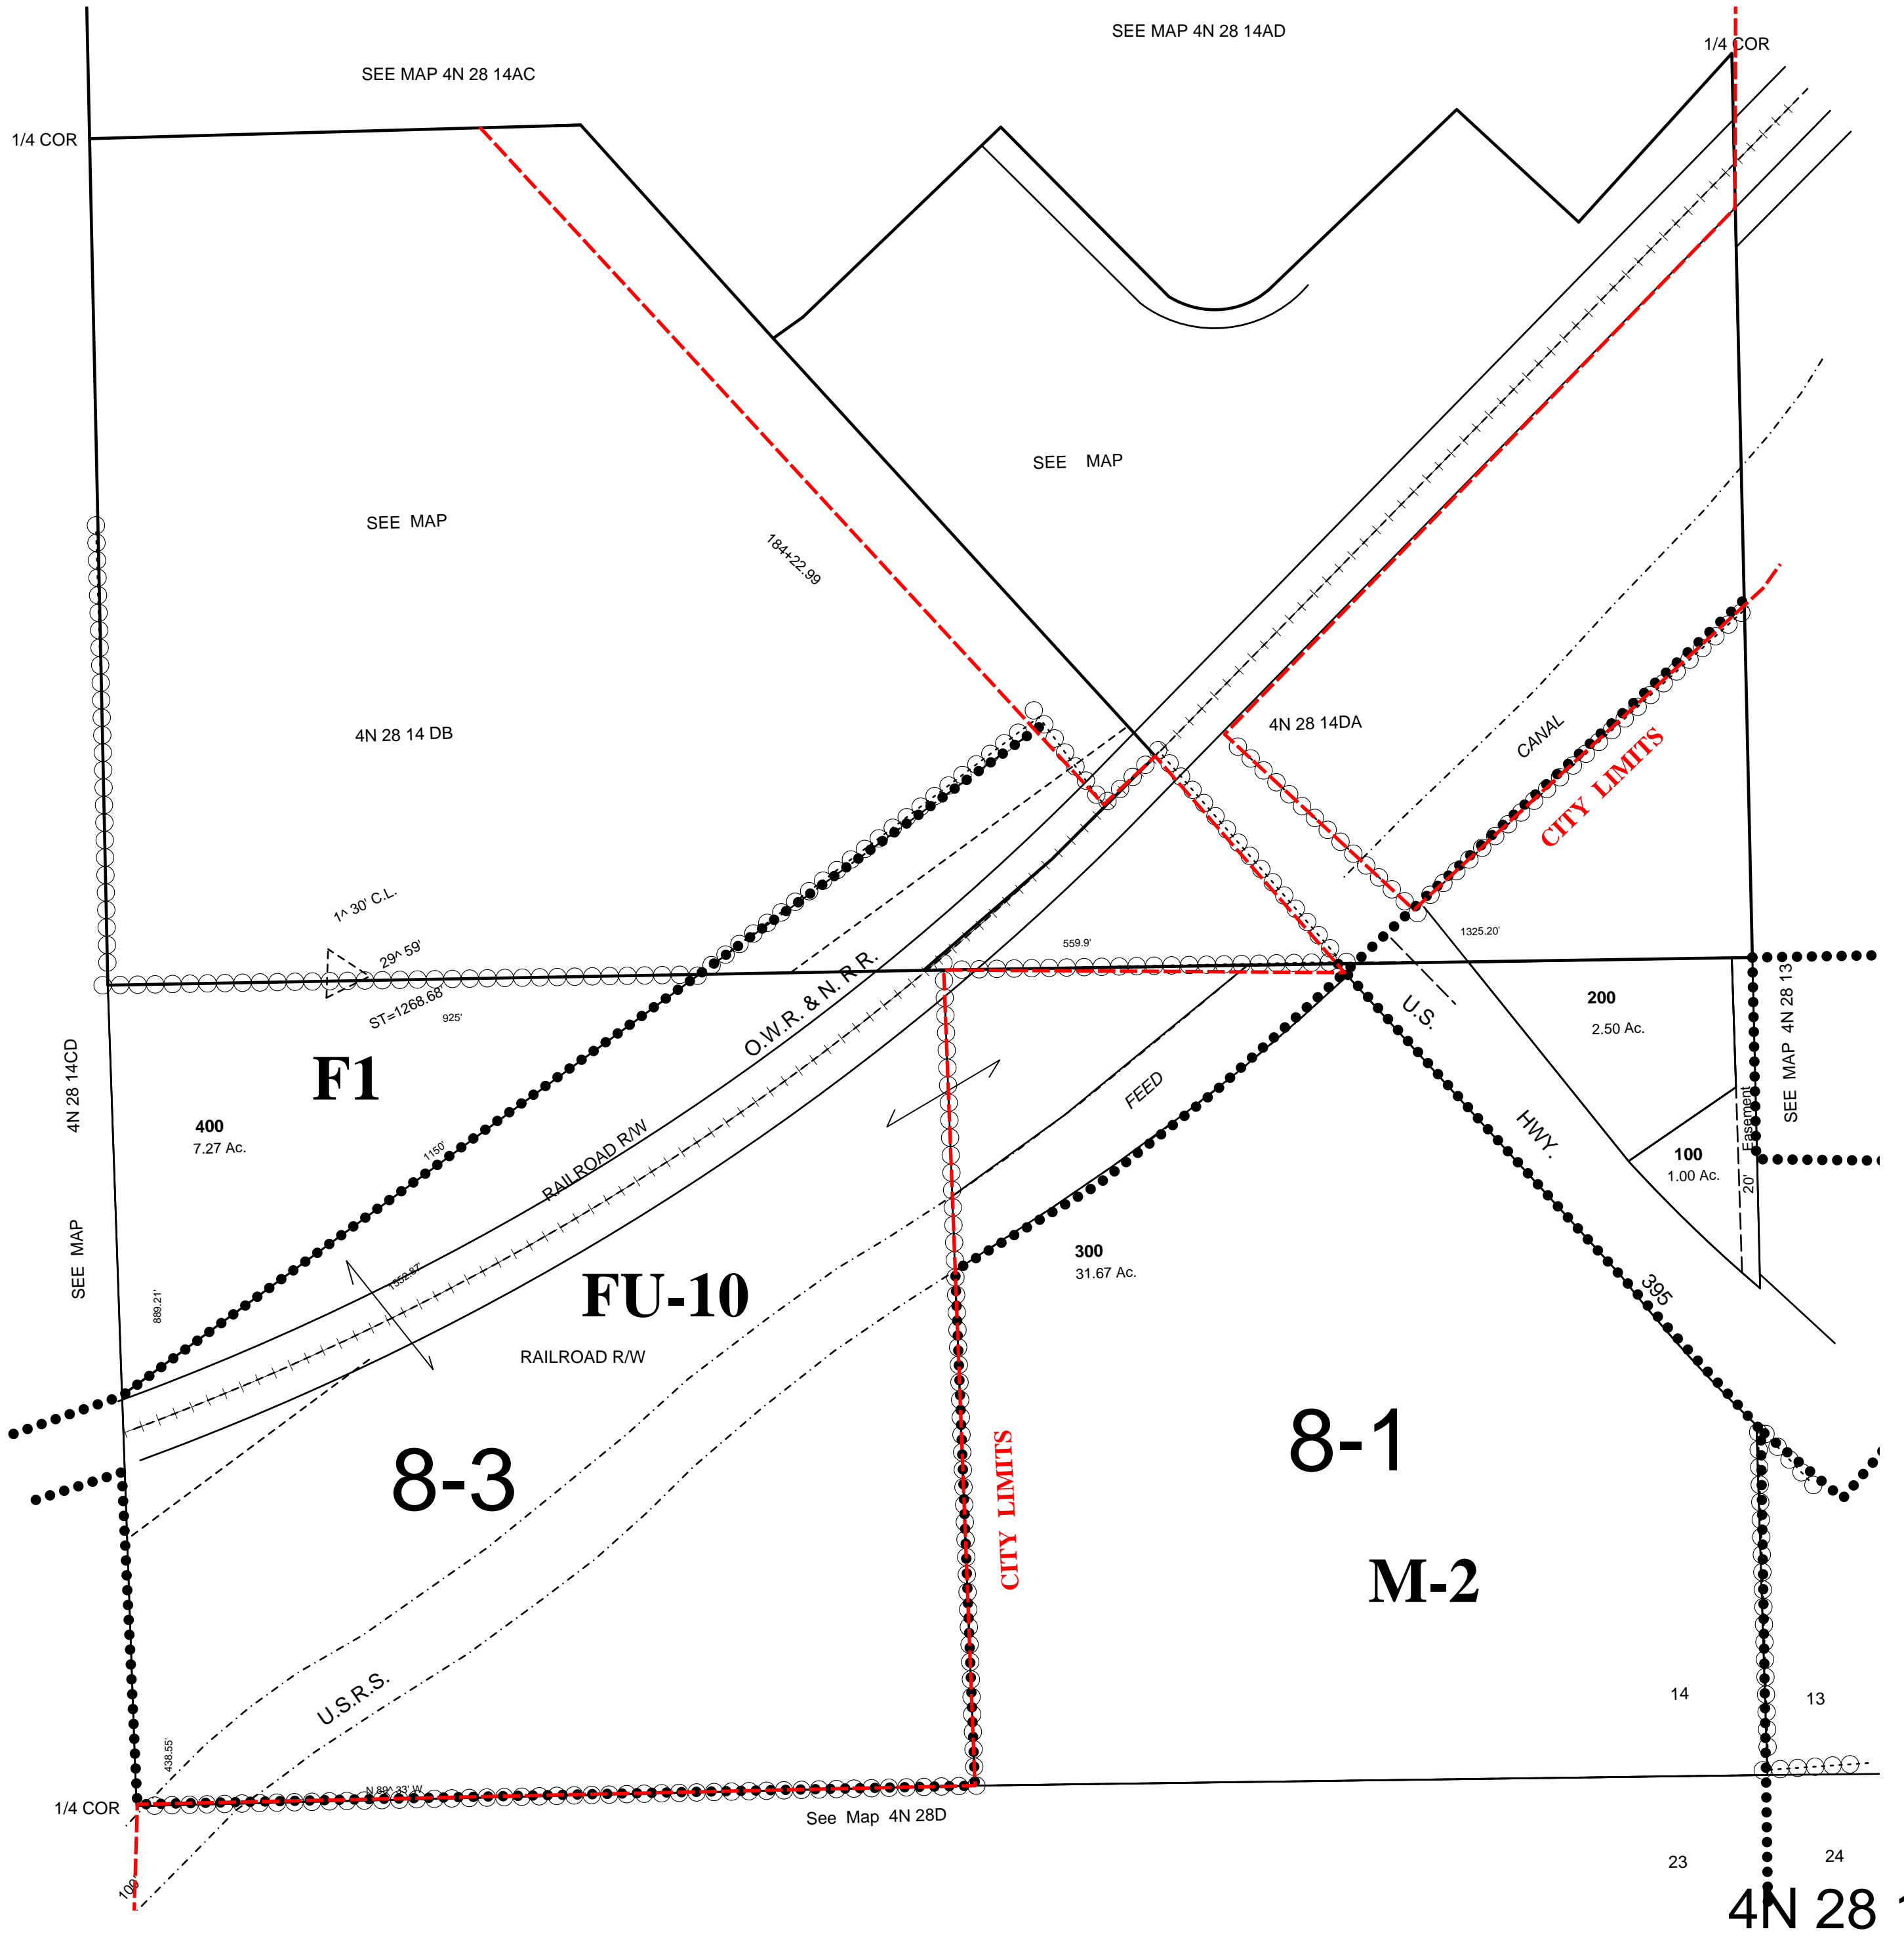 SEE MAP 4N 28 14AD
1/4 COR
SEE MAP 4N 28 14AC
1/4 COR
SEE MAP
SEE MAP
184+22.99
4N 28 14DA
4N 28 14 DB
CANAL
CITY LIMITS
1^ 30' C.L.
29^ 59'
559.9'
1325.20'
ST=1268.68'
925'
O.W.R. & N. R.R.
U.S.
200
2.50 Ac.
SEE MAP 4N 28 13
4N 28 14CD
F1
FEED
400
7.27 Ac.
1150'
RAILROAD R/W
HWY.
100
1.00 Ac.
20' Easement
SEE MAP
300
31.67 Ac.
1552.87'
889.21'
FU-10
395
RAILROAD R/W
8-3
8-1
CITY LIMITS
M-2
U.S.R.S.
14
13
438.55'
N 89^ 33' W
1/4 COR
See Map 4N 28D
100'
23
24
4N 28 1